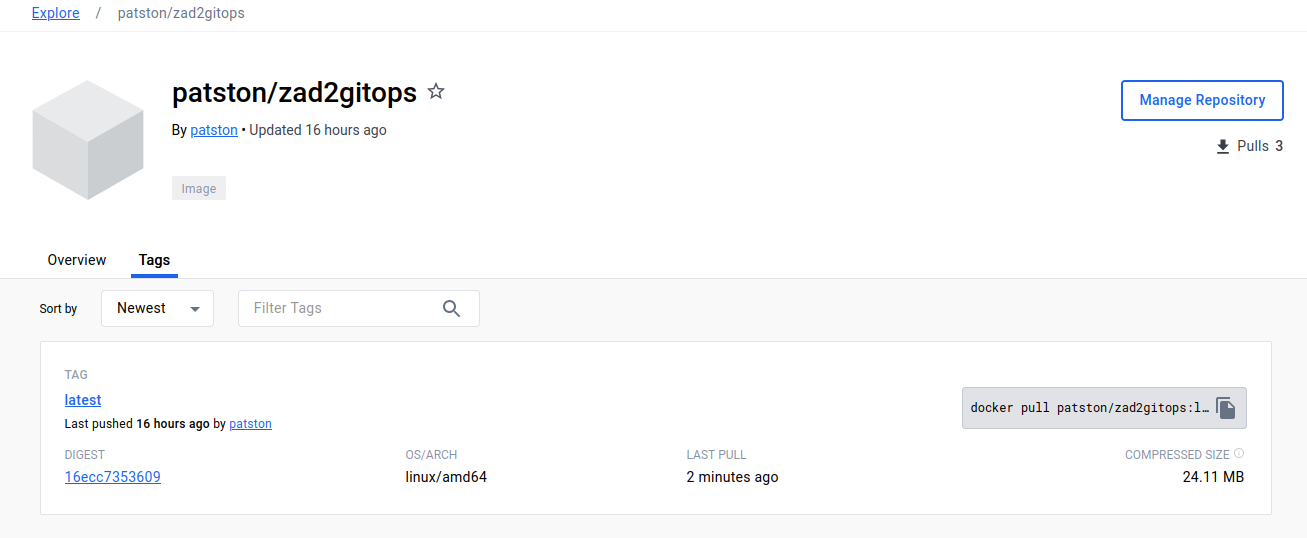 Explore / patston/zad2gitops
patston/zad2gitops
By patston • Updated 16 hours ago
Manage Repository
Pulls 3
Image
Overview Tags
Sort by Newest Filter Tags
TAG
latest
Last pushed 16 hours ago by patston
docker pull patston/zad2gitops:l…
DIGEST OS/ARCH LAST PULL COMPRESSED SIZE
16ecc7353609 linux/amd64 2 minutes ago 24.11 MB